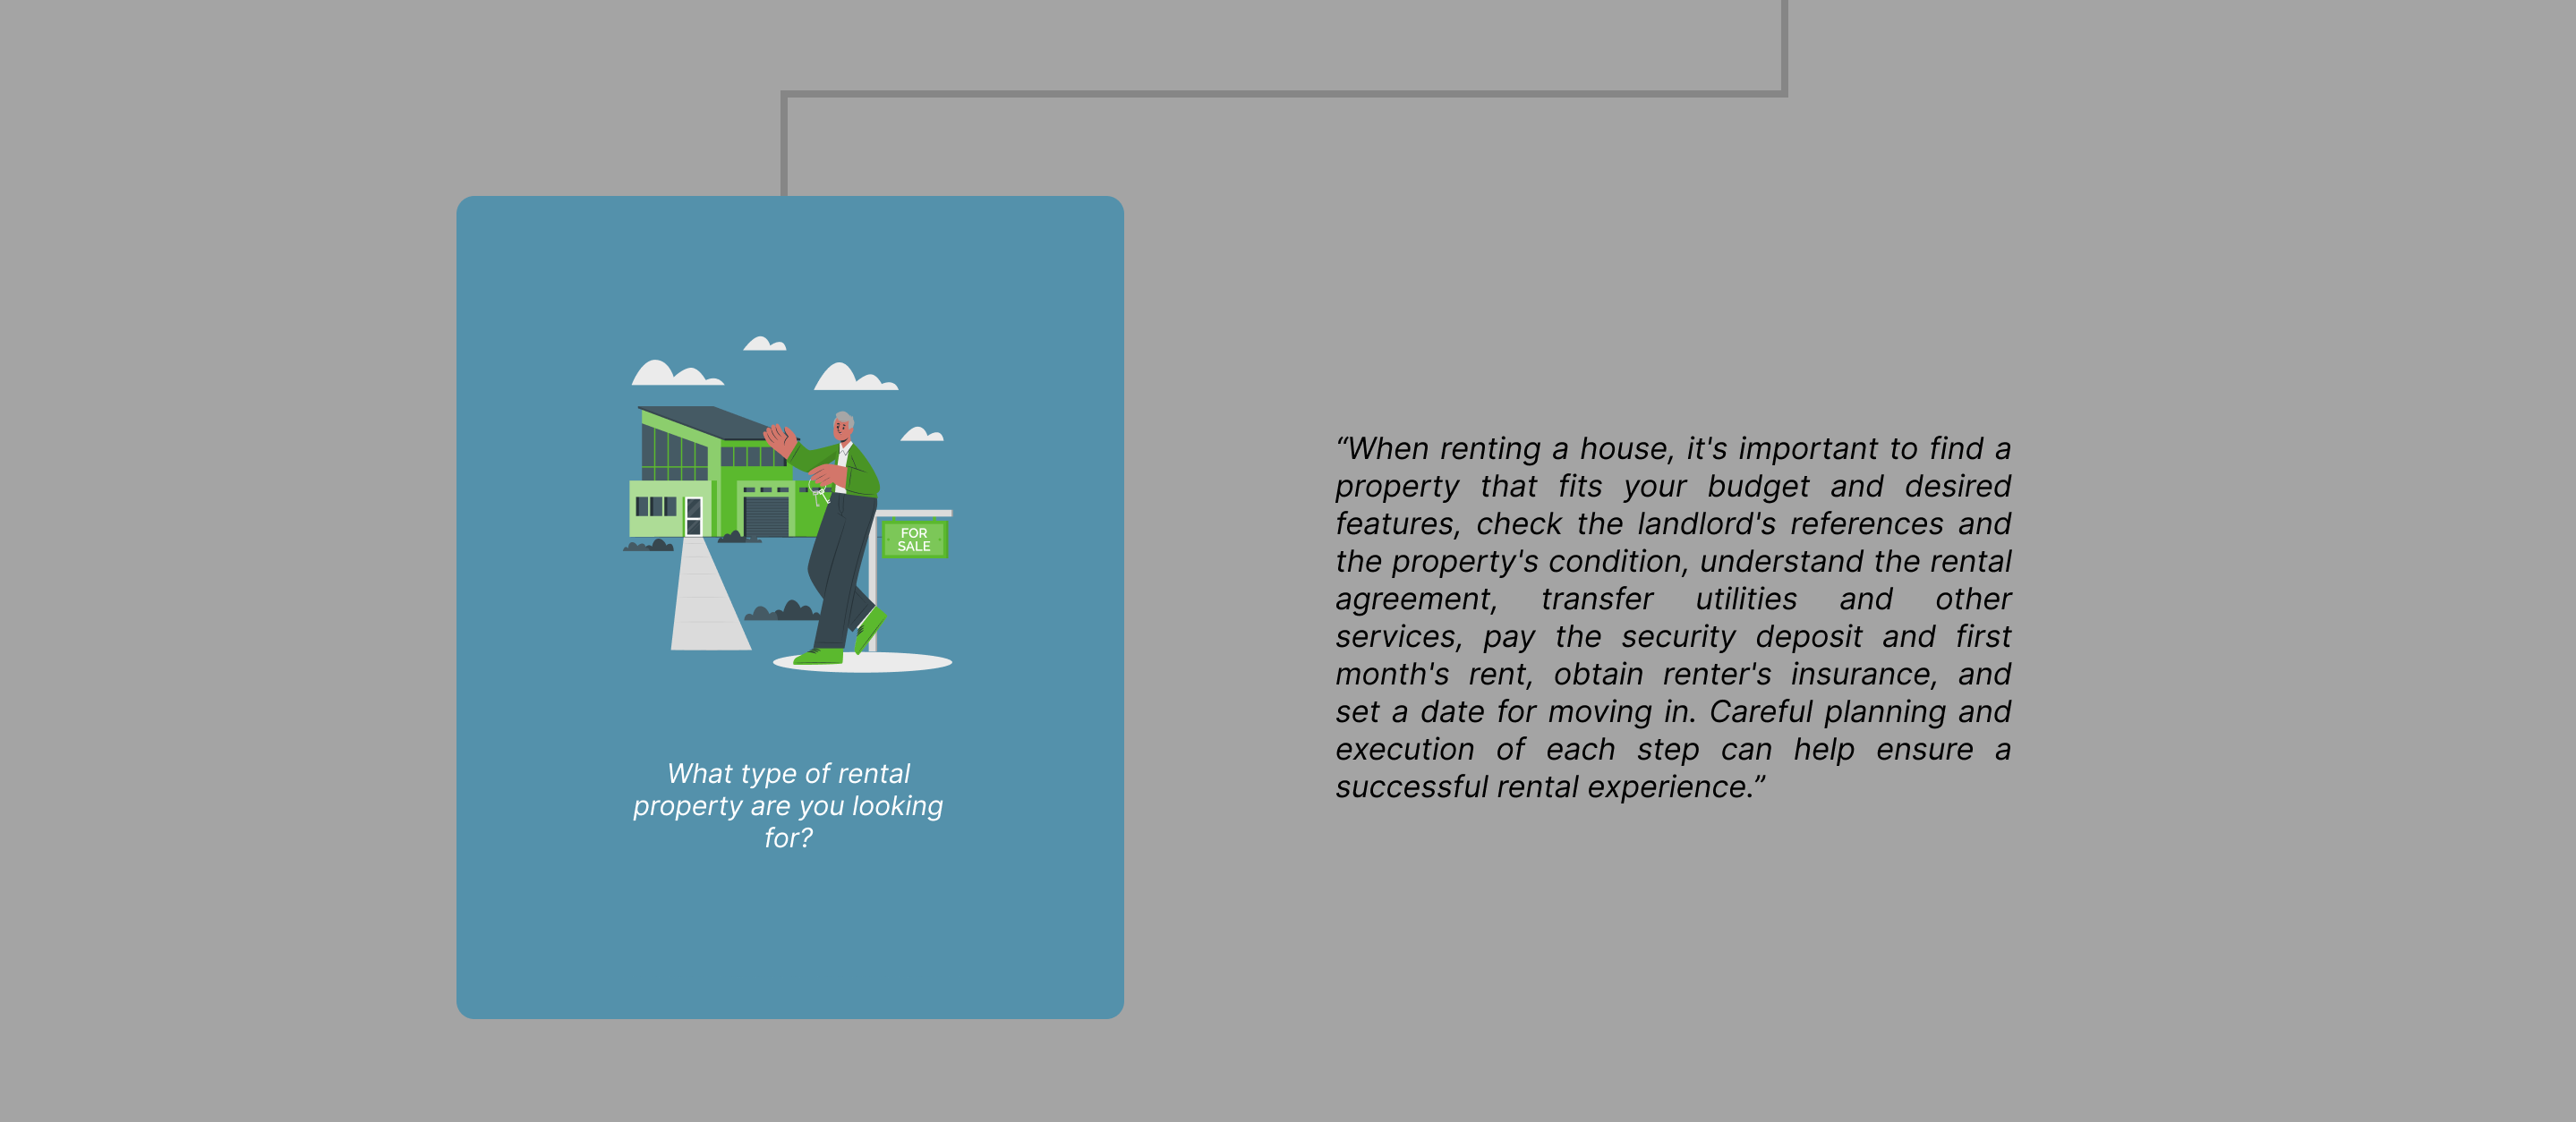 FOR
SALE
What type of rental
property are you looking
for?
“When renting a house, it's important to find a
property that fits your budget and desired
features, check the landlord's references and
the property's condition, understand the rental
agreement, transfer utilities and other
services, pay the security deposit and first
month's rent, obtain renter's insurance, and
set a date for moving in. Careful planning and
execution of each step can help ensure a
successful rental experience.”